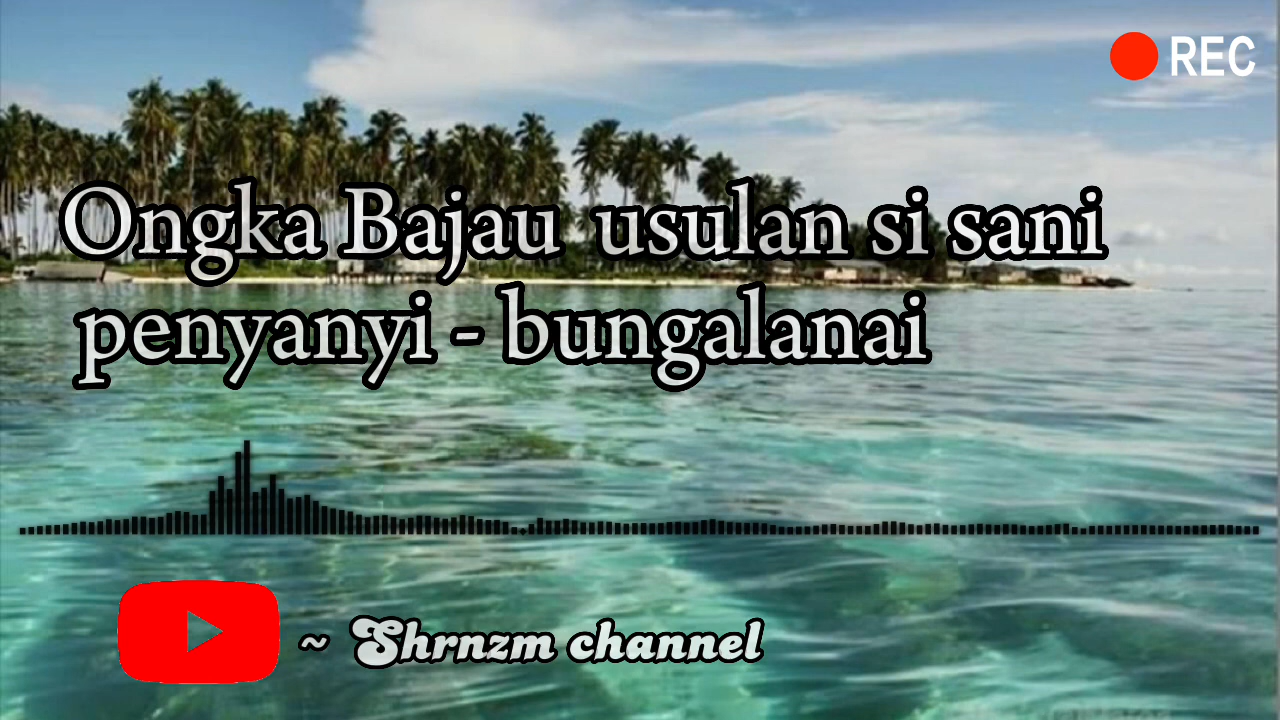 REC
Ongka Bajau usulan si sani
penyanyi - bungalanai
~ Shrnzm channel